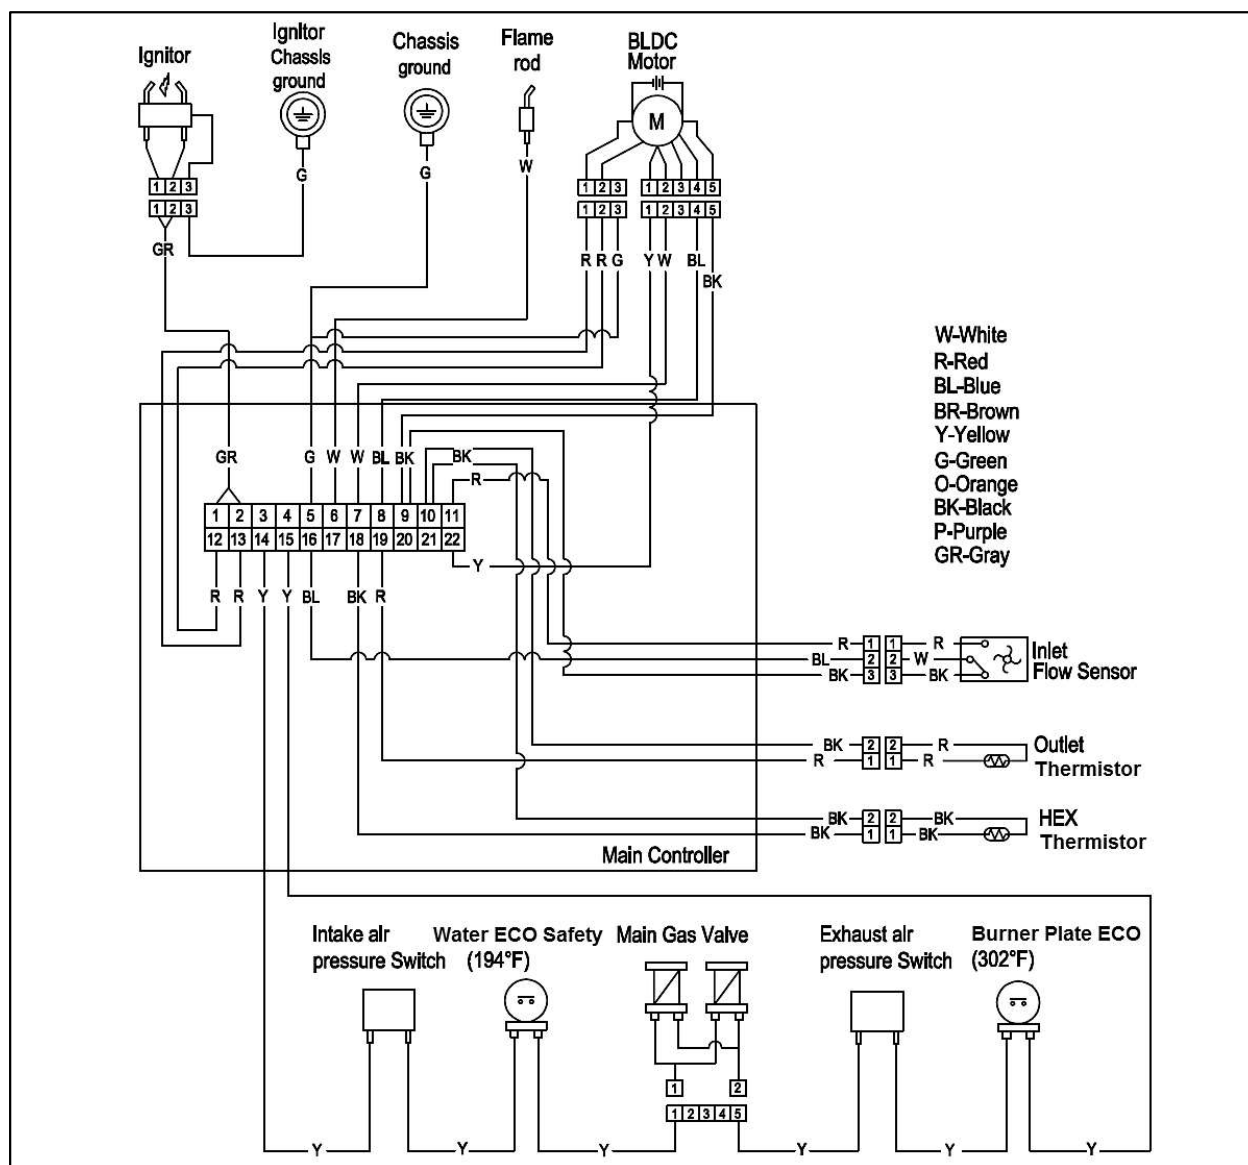 Ignitor
Ignitor
Chassis
ground
Chassis
ground
Flame
rod
BLDC
Motor
M
1 2 3
1 2 3
1 2 3
1 2 3
1 2 3 4 5
1 2 3 4 5
G
G
W
GR
R R G
Y W
BL
BK
W-White
R-Red
BL-Blue
BR-Brown
Y-Yellow
G-Green
O-Orange
BK-Black
P-Purple
GR-Gray
GR
G W W BL BK
BK
R
1 2 3 4 5 6 7 8 9 10 11
12 13 14 15 16 17 18 19 20 21 22
Y
R R Y Y BL BK R
R 1 1 R
BL 2 2 W
BK 3 3 BK
Inlet
Flow Sensor
BK 2 2 R
R 1 1 R
Outlet
Thermistor
BK 2 2 BK
BK 1 1 BK
HEX
Thermistor
Main Controller
Intake air
pressure Switch
Water ECO Safety
(194°F)
Main Gas Valve
Exhaust air
pressure Switch
Burner Plate ECO
(302°F)
1 2
1 2 3 4 5
Y Y Y Y Y Y